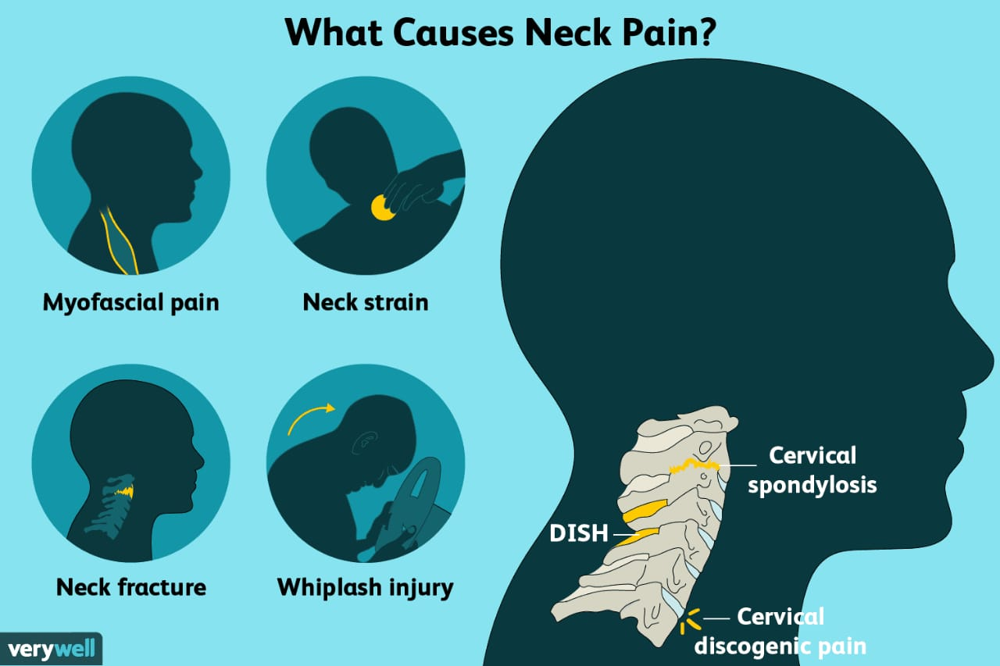 What Causes Neck Pain?
Myofascial pain
Neck strain
Neck fracture
Whiplash injury
Cervical
spondylosis
DISH
Cervical
discogenic pain
verywell